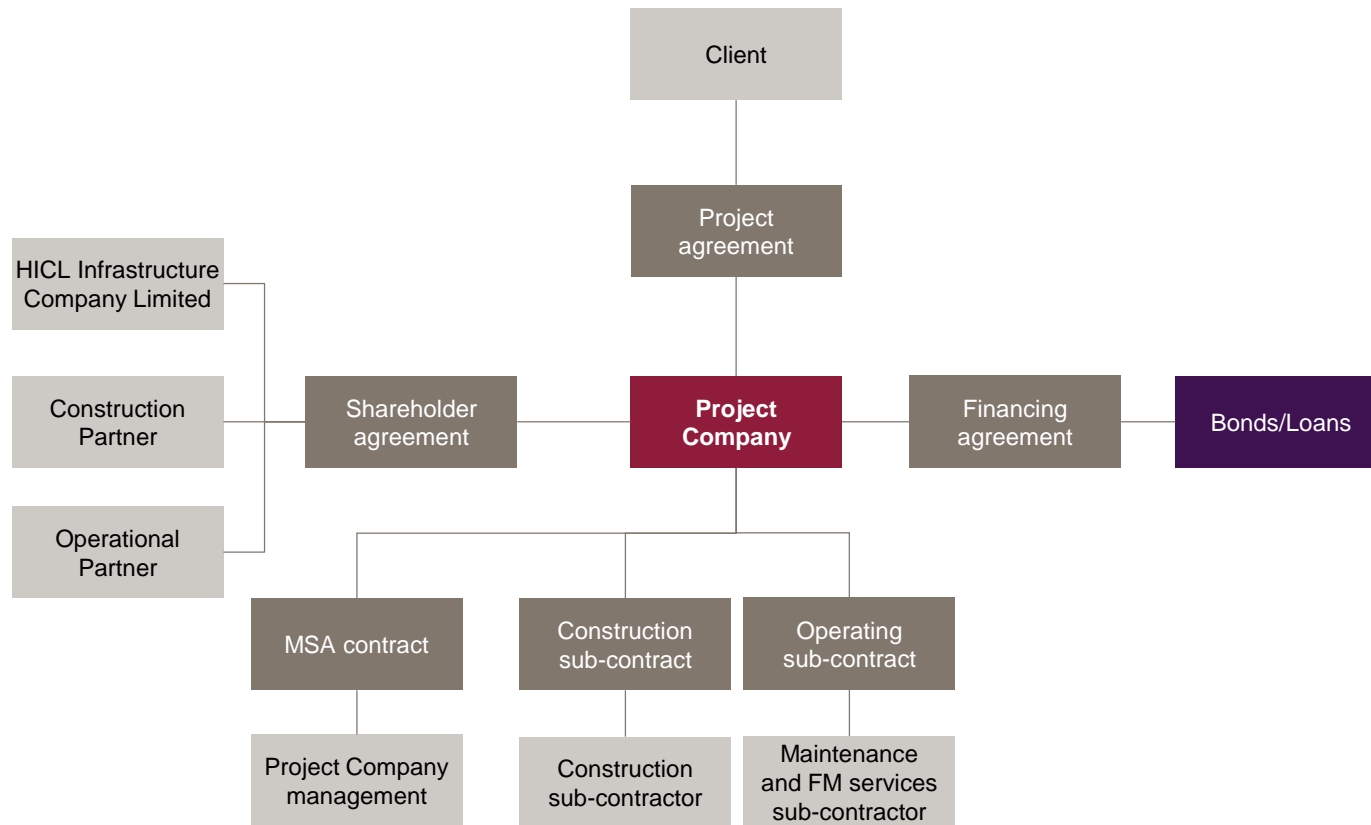 Client
Project
agreement
HICL Infrastructure
Company Limited
Construction
Partner
Operational
Partner
Shareholder
agreement
Project
Company
Financing
agreement
Bonds/Loans
MSA contract
Construction
sub-contract
Operating
sub-contract
Project Company
management
Construction
sub-contractor
Maintenance
and FM services
sub-contractor